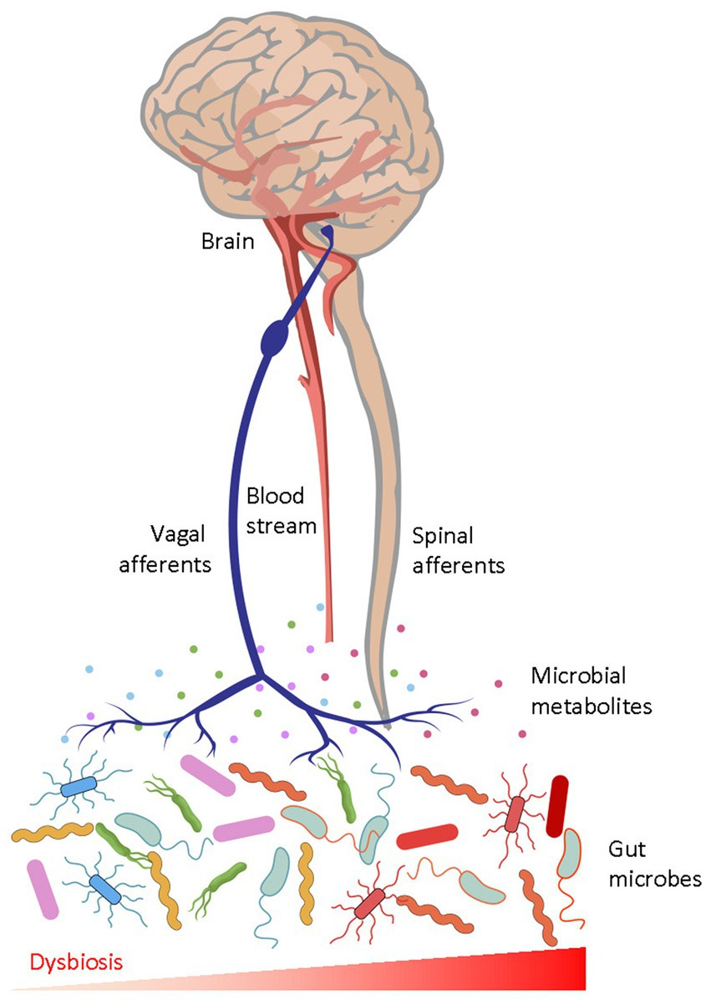 Brain
Blood
stream
Vagal
afferents
Spinal
afferents
Microbial
metabolites
Gut
microbes
Dysbiosis